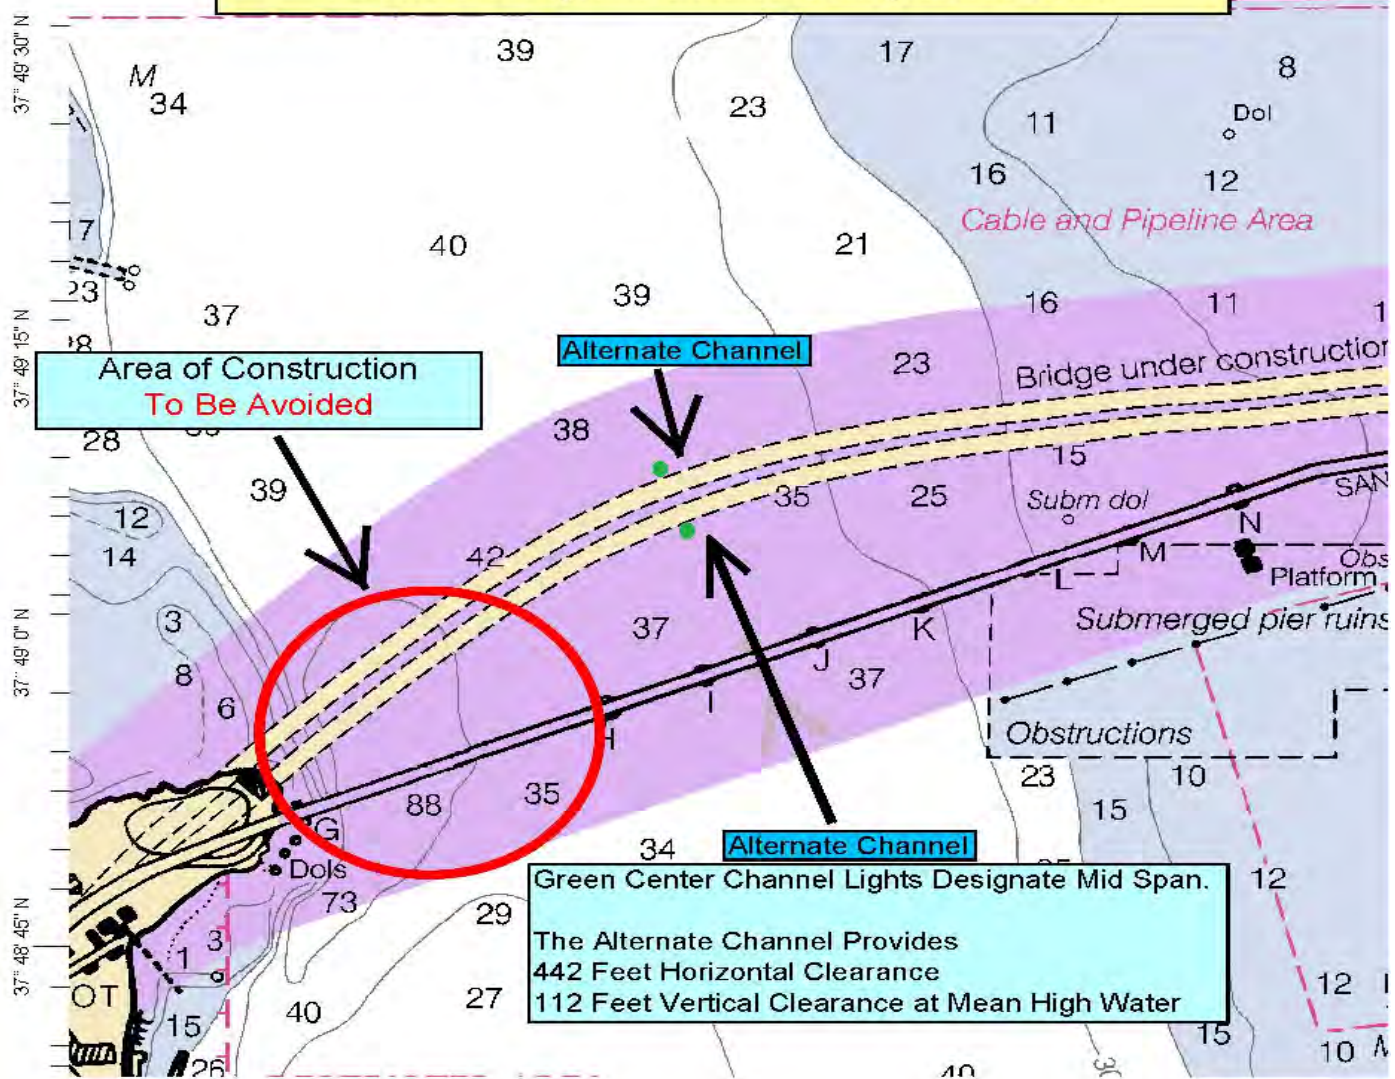 37° 49' 30" N
39
17
8
M
34
23
11
Dol
16
12
17
Cable and Pipeline Area
40
21
23
39
16
11
37
37° 49' 15" N
Alternate Channel
Area of Construction
To Be Avoided
23
Bridge under construction
38
28
15
39
35
25
Subm dol
SAN
12
N
14
42
M
Obs
L
Platform
3
37
K
Submerged pier ruins
37° 49' 0" N
J
8
37
I
6
H
Obstructions
23
10
88
35
15
G
34
Alternate Channel
Dols
Green Center Channel Lights Designate Mid Span.
12
73
29
The Alternate Channel Provides
3
442 Feet Horizontal Clearance
1
112 Feet Vertical Clearance at Mean High Water
37° 48' 45" N
OT
27
12
40
15
15
10
26
30
40